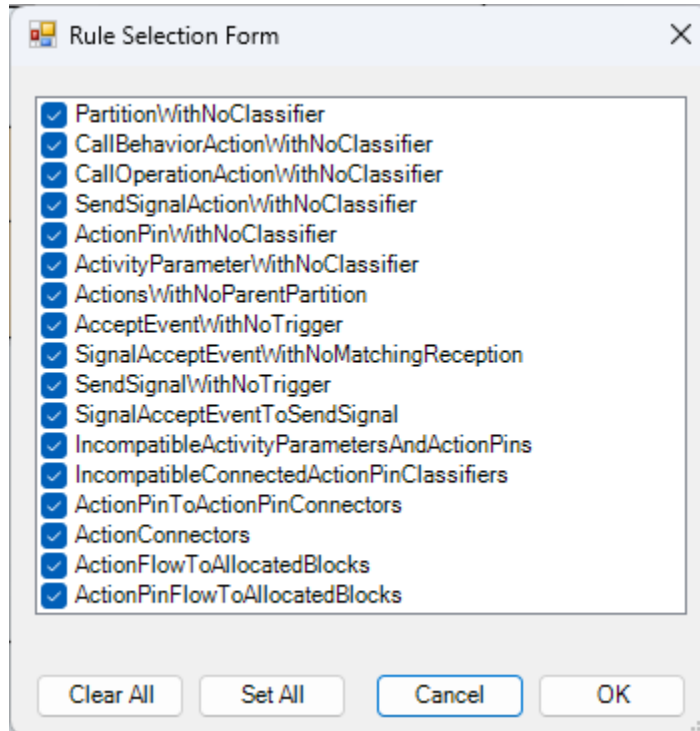 Rule Selection Form
PartitionWithNoClassifier
CallBehaviorActionWithNoClassifier
CallOperationActionWithNoClassifier
SendSignalActionWithNoClassifier
ActionPinWithNoClassifier
ActivityParameterWithNoClassifier
ActionsWithNoParentPartition
AcceptEventWithNoTrigger
SignalAcceptEventWithNoMatchingReception
SendSignalWithNoTrigger
SignalAcceptEventToSendSignal
IncompatibleActivityParametersAndActionPins
IncompatibleConnectedActionPinClassifiers
ActionPinToActionPinConnectors
ActionConnectors
ActionFlowToAllocatedBlocks
ActionPinFlowToAllocatedBlocks
Clear All Set All Cancel OK